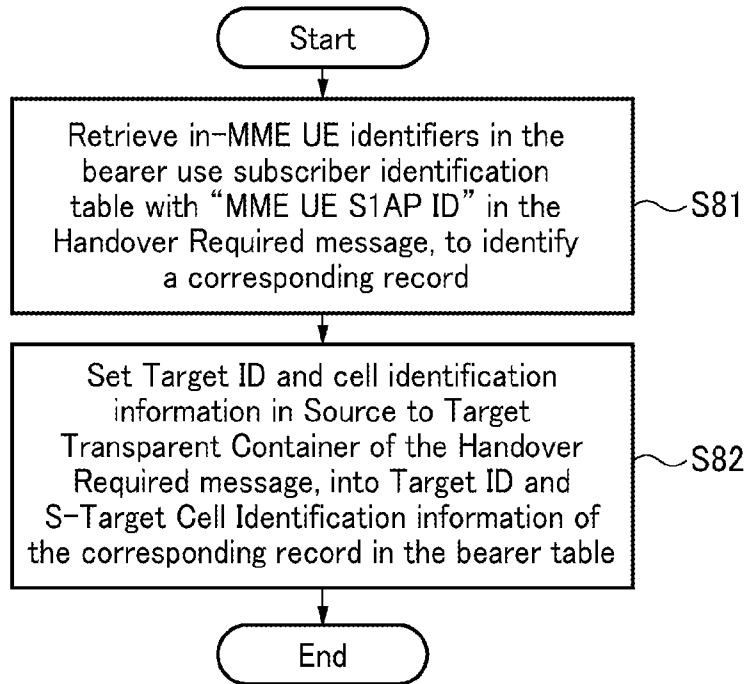 Start
Retrieve in-MME UE identifiers in the
bearer use subscriber identification
table with “MME UE S1AP ID” in the
Handover Required message, to identify
a corresponding record
S81
Set Target ID and cell identification
information in Source to Target
Transparent Container of the Handover
Required message, into Target ID and
S-Target Cell Identification information of
the corresponding record in the bearer table
S82
End